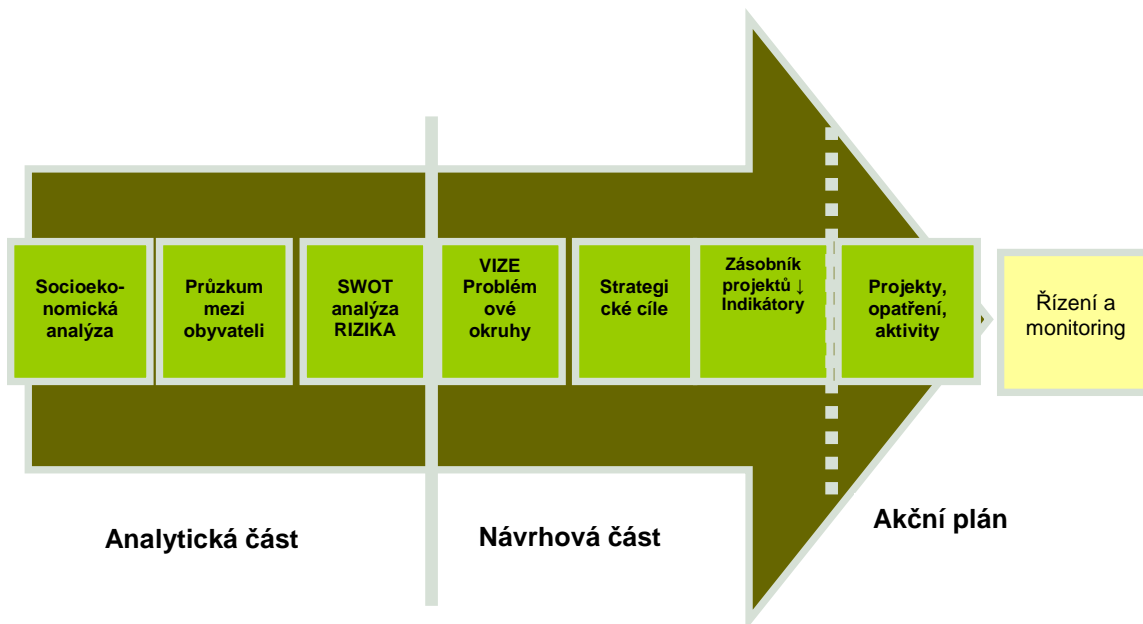 Socioeko-
nomická
analýza
Průzkum
mezi
obyvateli
SWOT
analýza
RIZIKA
VIZE
Problém
ové
okruhy
Strategi
cké cíle
Zásobník
projektů ↓
Indikátory
Projekty,
opatření,
aktivity
Řízení a
monitoring
Analytická část
Návrhová část
Akční plán